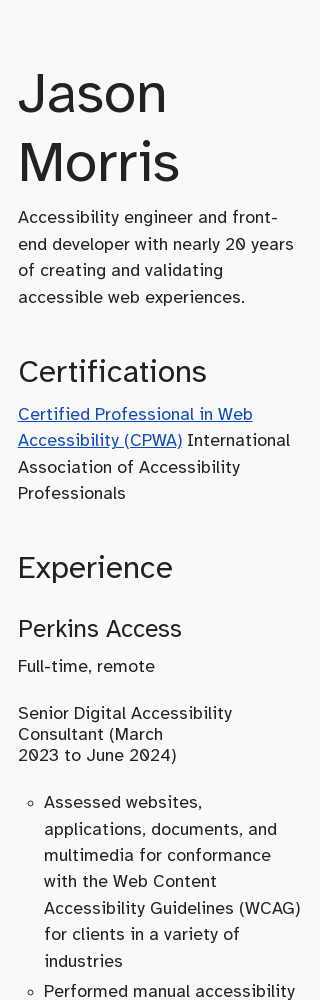 Jason
Morris
Accessibility engineer and front-
end developer with nearly 20 years
of creating and validating
accessible web experiences.
Certifications
Certified Professional in Web
Accessibility (CPWA) International
Association of Accessibility
Professionals
Experience
Perkins Access
Full-time, remote
Senior Digital Accessibility
Consultant (March
2023 to June 2024)
Assessed websites,
applications, documents, and
multimedia for conformance
with the Web Content
Accessibility Guidelines (WCAG)
for clients in a variety of
industries
Performed manual accessibility